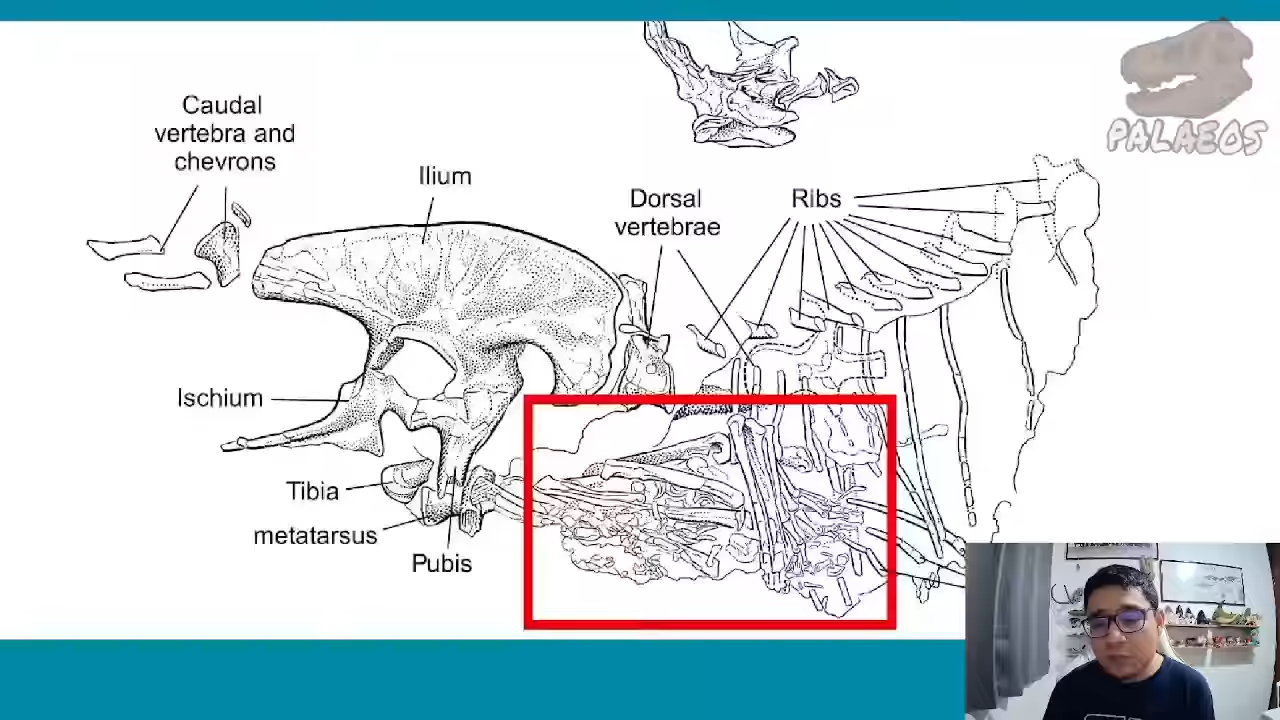 PALAEOS
Caudal
vertebra and
chevrons
Ilium
Dorsal
vertebrae
Ribs
Ischium
Tibia
metatarsus
Pubis